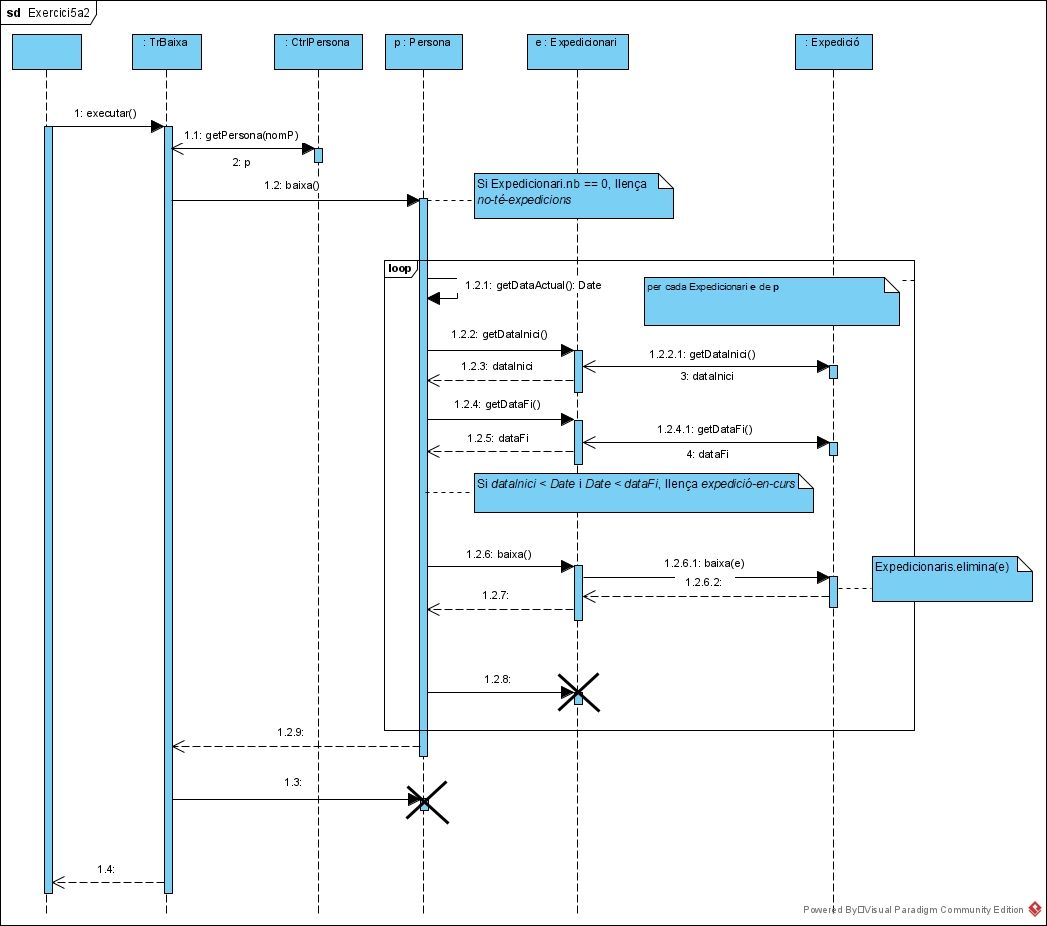 sd Exercici5a2
: TrBaixa
: CtrlPersona
p : Persona
e : Expedicionari
: Expedició
1: executar()
1.1: getPersona(nomP)
2: p
1.2: baixa()
Si Expedicionari.nb == 0, llença
no-té-expedicions
loop
1.2.1: getDataActual(): Date
per cada Expedicionari e de p
1.2.2: getDataInici()
1.2.2.1: getDataInici()
1.2.3: dataInici
3: dataInici
1.2.4: getDataFi()
1.2.4.1: getDataFi()
1.2.5: dataFi
4: dataFi
Si dataInici < Date i Date < dataFi, llença expedició-en-curs
1.2.6: baixa()
1.2.6.1: baixa(e)
Expedicionaris.elimina(e)
1.2.6.2:
1.2.7:
1.2.8:
1.2.9:
1.3:
1.4:
Powered By Visual Paradigm Community Edition